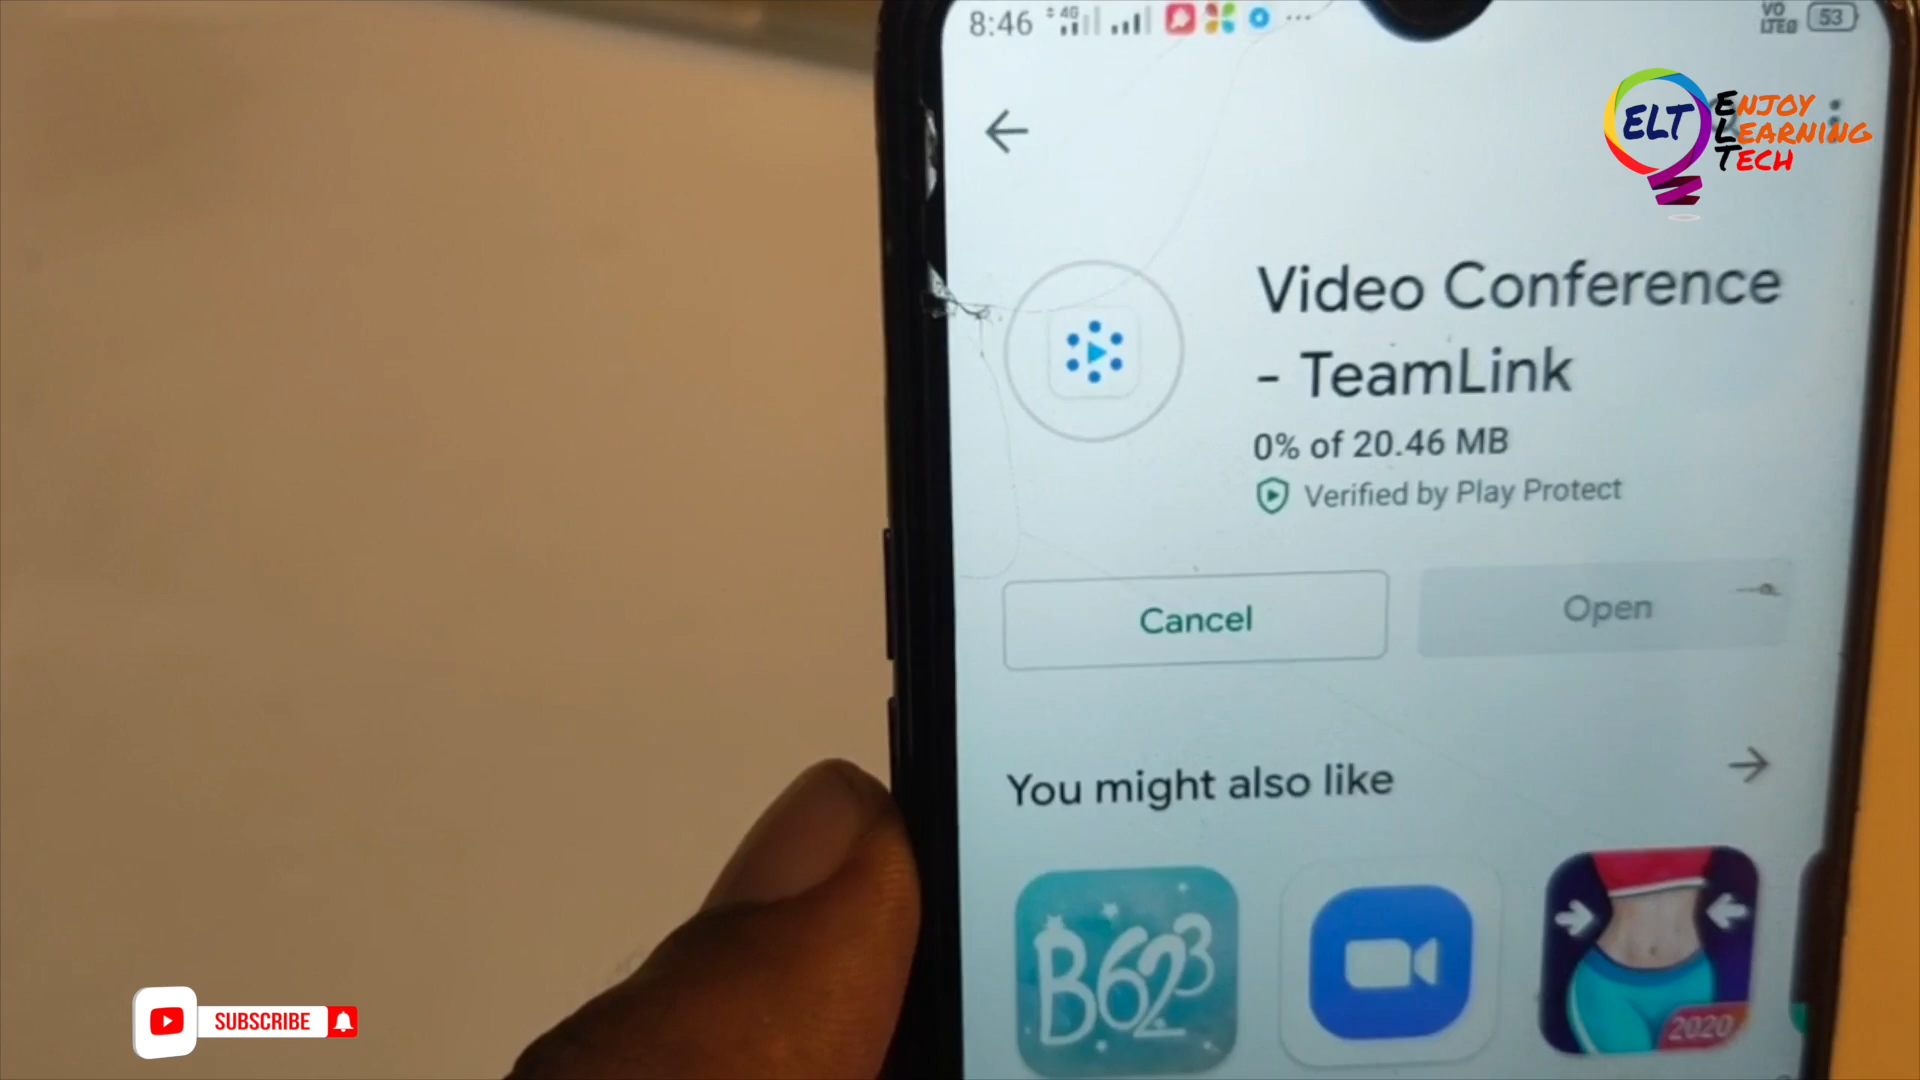 8:46
4G
VO
LTE
53
ELT
ENJOY
LEARNING
TECH
Video Conference
- TeamLink
0% of 20.46 MB
Verified by Play Protect
Cancel
Open
You might also like
B623
2020
SUBSCRIBE